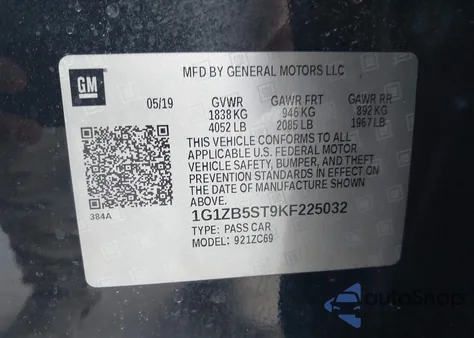 MFD BY GENERAL MOTORS LLC
GM
05/19 GVWR GAWR FRT GAWR RR
1838 KG 946 KG 892 KG
4052 LB 2085 LB 1967 LB
THIS VEHICLE CONFORMS TO ALL
APPLICABLE U.S. FEDERAL MOTOR
VEHICLE SAFETY, BUMPER, AND THEFT
PREVENTION STANDARDS IN EFFECT ON
THE DATE OF MANUFACTURE SHOWN
ABOVE.
384A
1G1ZB5ST9KF225032
TYPE: PASS CAR
MODEL: 921ZC69
autoShop